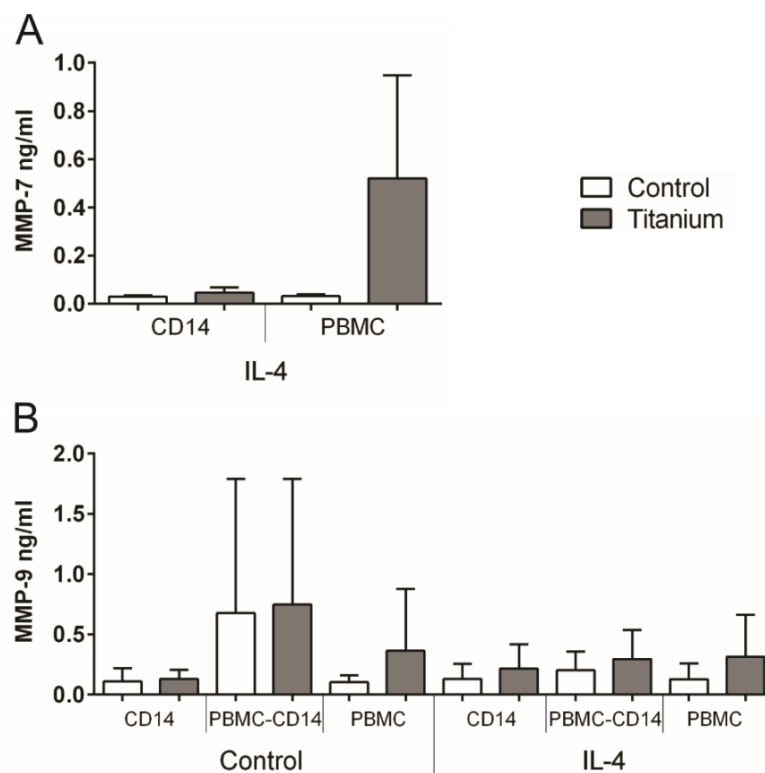 A
MMP-7 ng/ml
1.0
0.8
0.6
0.4
0.2
0.0
CD14 PBMC
IL-4
Control
Titanium
B
MMP-9 ng/ml
2.0
1.5
1.0
0.5
0.0
CD14 PBMC-CD14 PBMC CD14 PBMC-CD14 PBMC
Control IL-4